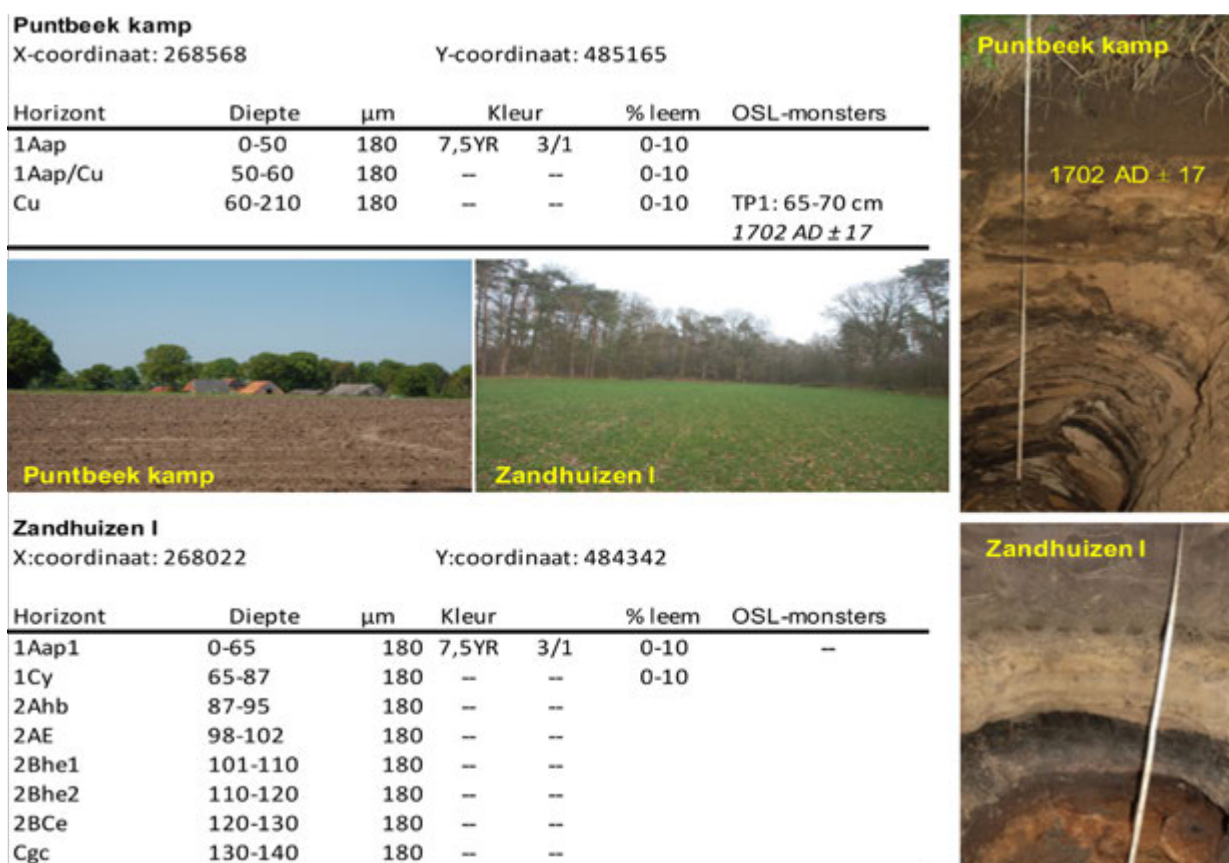 Puntbeek kamp
X-coordinaat: 268568 Y-coordinaat: 485165
Horizont Diepte µm Kleur % leem OSL-monsters
1Aap 0-50 180 7,5YR 3/1 0-10
1Aap/Cu 50-60 180 -- -- 0-10
Cu 60-210 180 -- -- 0-10 TP1: 65-70 cm
1702 AD ± 17
Puntbeek kamp
1702 AD ± 17
Puntbeek kamp
Zandhuizen I
Zandhuizen I
X:coordinaat: 268022 Y:coordinaat: 484342
Horizont Diepte µm Kleur % leem OSL-monsters
1Aap1 0-65 180 7,5YR 3/1 0-10 --
1Cy 65-87 180 -- -- 0-10
2Ahb 87-95 180 -- --
2AE 98-102 180 -- --
2Bhe1 101-110 180 -- --
2Bhe2 110-120 180 -- --
2BCe 120-130 180 -- --
Cgc 130-140 180 -- --
Zandhuizen I